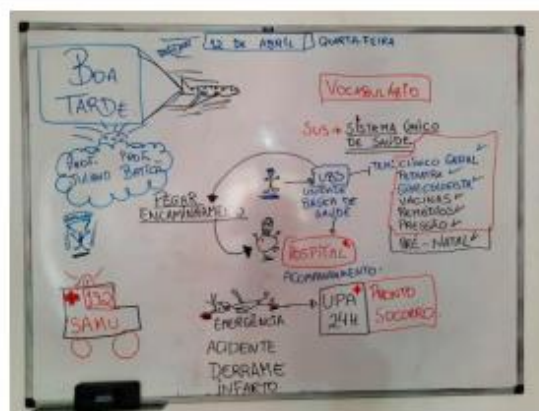 12 DE ABRIL QUARTA-FEIRA
BOA
TARDE
VOCABULÁRIO
SUS → SISTEMA ÚNICO
DE SAÚDE
PROF. PROF.
UBS
UNIDADE
BÁSICA DE
SAÚDE
TEM: CLÍNICO GERAL
PEDIATRA
GINECOLOGISTA
VACINAS
REMÉDIOS
PRESSÃO
PRÉ-NATAL
PEGAR
HOSPITAL
ACOMPANHAMENTO
192
SAMU
EMERGÊNCIA
ACIDENTE
DERRAME
INFARTO
UPA
24H
PRONTO
SOCORRO